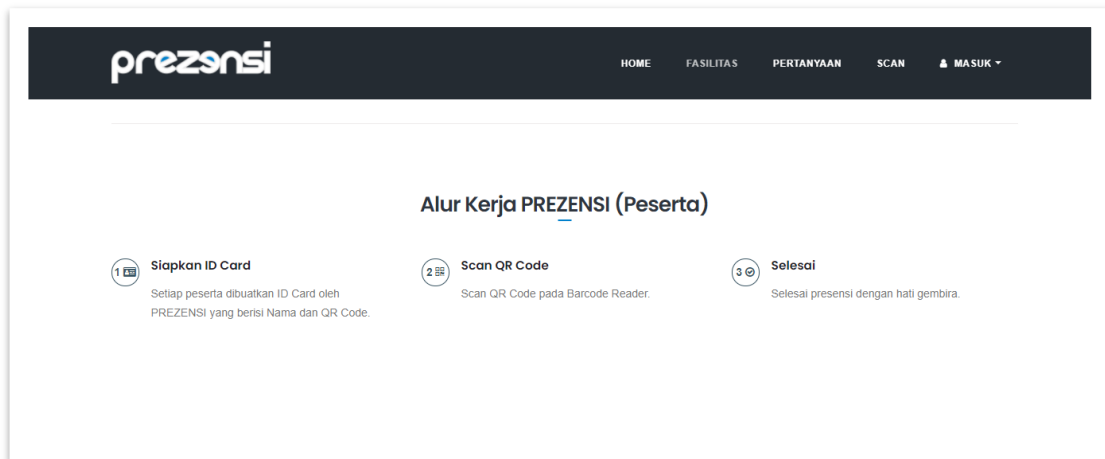 prezensi
HOME FASILITAS PERTANYAAN SCAN MASUK
Alur Kerja PREZENSI (Peserta)
1 Siapkan ID Card
Setiap peserta dibuatkan ID Card oleh
PREZENSI yang berisi Nama dan QR Code.
2 Scan QR Code
Scan QR Code pada Barcode Reader.
3 Selesai
Selesai presensi dengan hati gembira.